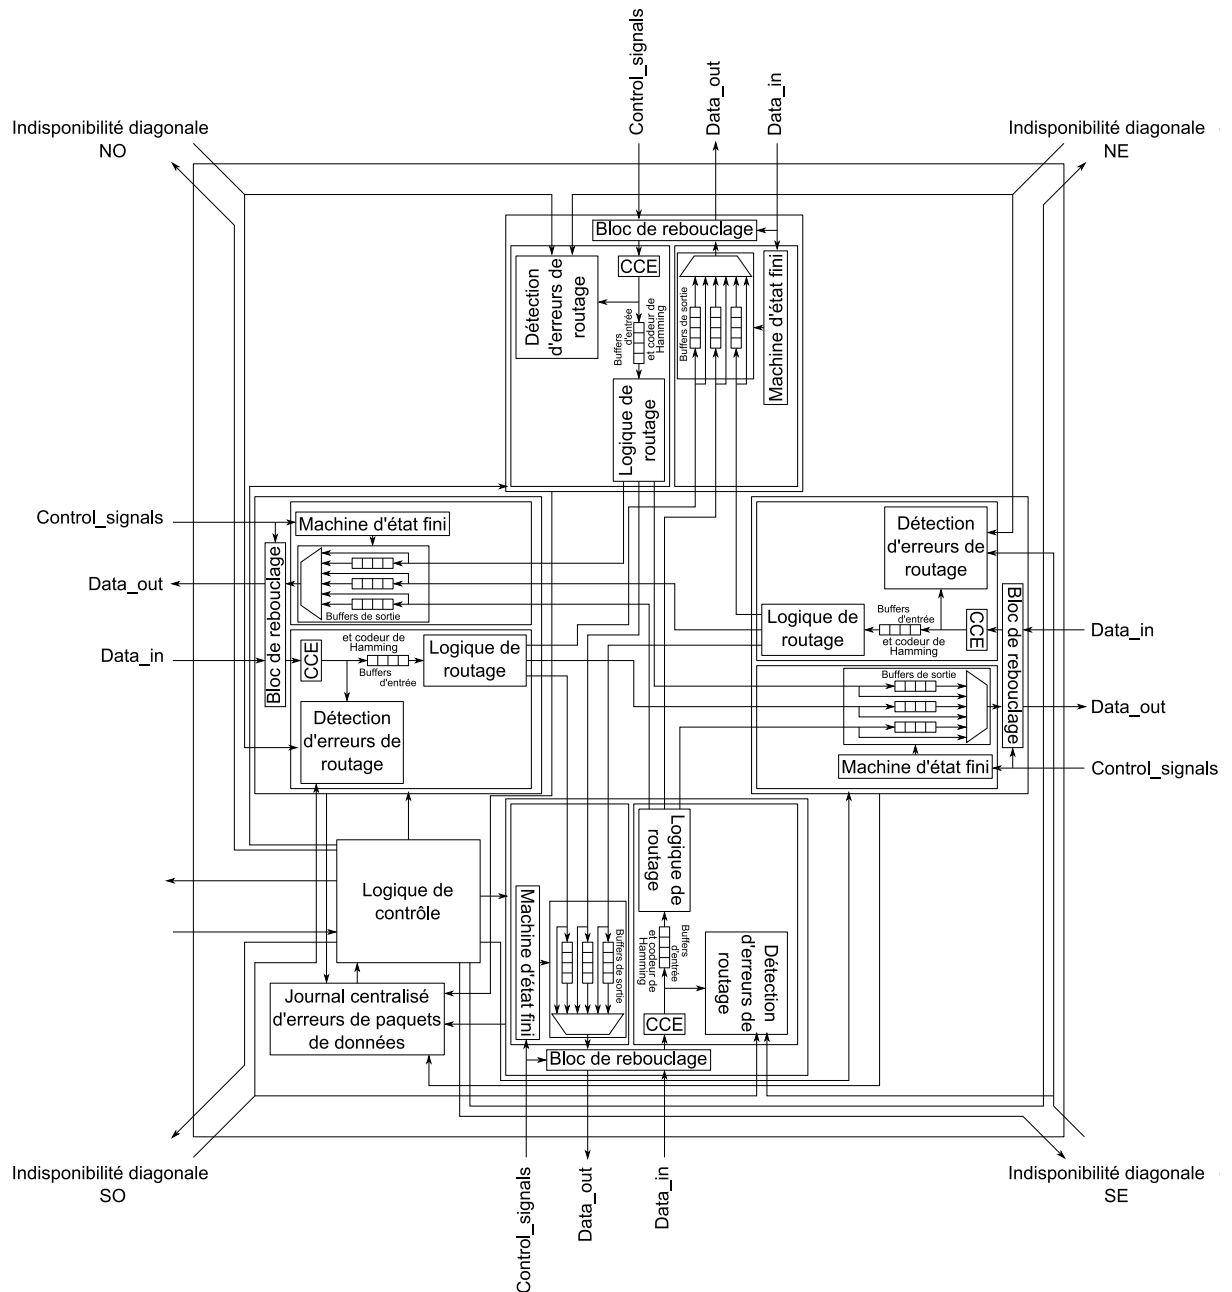 Control_signals
Data_out
Data_in
Indisponibilité diagonale
NO
Indisponibilité diagonale
NE
Bloc de rebouclage
CCE
Détection
d'erreurs de
routage
Buffers
d'entrée
et codeur de
Hamming
Logique de
routage
Buffers de sortie
Machine d'état fini
Control_signals
Data_out
Data_in
Machine d'état fini
Bloc de rebouclage
Buffers de sortie
CCE
et codeur de
Hamming
Buffers
d'entrée
Logique de
routage
Détection
d'erreurs de
routage
Détection
d'erreurs de
routage
Logique de
routage
Buffers
d'entrée
et codeur de
Hamming
CCE
Bloc de rebouclage
Buffers de sortie
Machine d'état fini
Data_in
Data_out
Control_signals
Logique de
contrôle
Journal centralisé
d'erreurs de paquets
de données
Machine d'état fini
Buffers de sortie
Logique de
routage
Buffers
d'entrée
et codeur de
Hamming
Détection
d'erreurs de
routage
CCE
Bloc de rebouclage
Indisponibilité diagonale
SO
Control_signals
Data_out
Data_in
Indisponibilité diagonale
SE